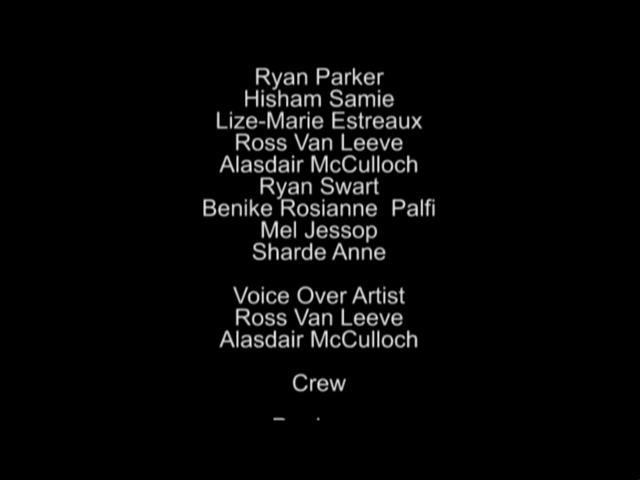 Ryan Parker
Hisham Samie
Lize-Marie Estreaux
Ross Van Leeve
Alasdair McCulloch
Ryan Swart
Benike Rosianne  Palfi
Mel Jessop
Sharde Anne
Voice Over Artist
Ross Van Leeve
Alasdair McCulloch
Crew